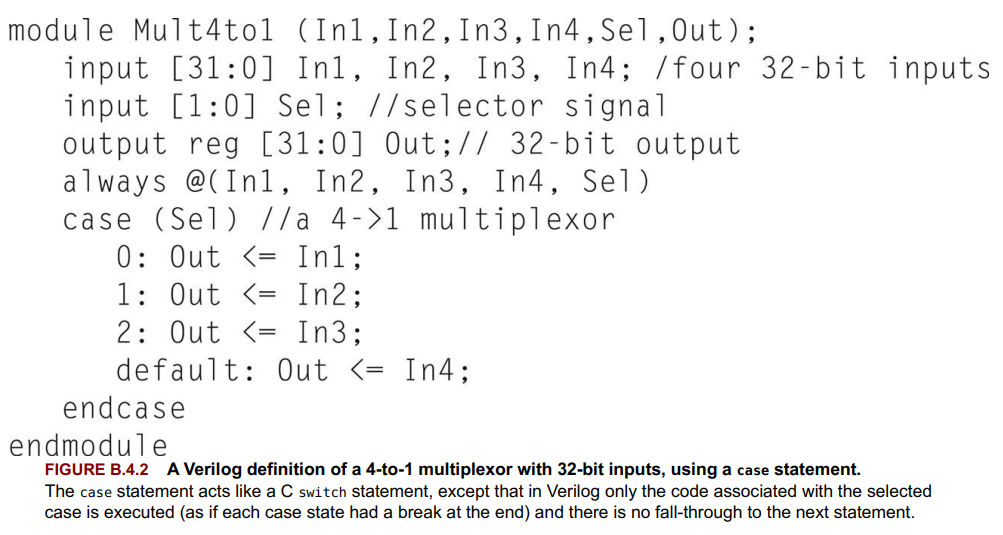 module Mult4to1 (In1,In2,In3,In4,Sel,Out);
input [31:0] In1, In2, In3, In4; /four 32-bit inputs
input [1:0] Sel; //selector signal
output reg [31:0] Out;// 32-bit output
always @(In1, In2, In3, In4, Sel)
case (Sel) //a 4->1 multiplexor
0: Out <= In1;
1: Out <= In2;
2: Out <= In3;
default: Out <= In4;
endcase
endmodule
FIGURE B.4.2 A Verilog definition of a 4-to-1 multiplexor with 32-bit inputs, using a case statement.
The case statement acts like a C switch statement, except that in Verilog only the code associated with the selected
case is executed (as if each case state had a break at the end) and there is no fall-through to the next statement.